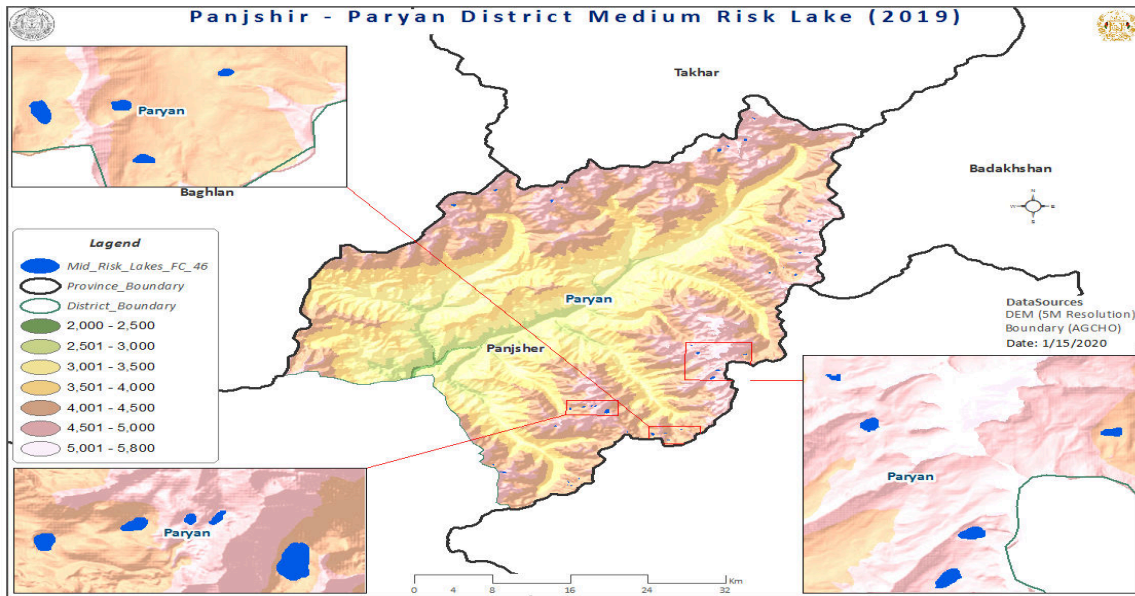 Panjshir - Paryan District Medium Risk Lake (2019)
Takhar
Paryan
Badakhshan
Baghlan
N
W E
S
Lagend
Mid_Risk_Lakes_FC_46
Province_Boundary
District_Boundary
2,000 - 2,500
2,501 - 3,000
3,001 - 3,500
3,501 - 4,000
4,001 - 4,500
4,501 - 5,000
5,001 - 5,800
Paryan
Panjsher
DataSources
DEM (5M Resolution)
Boundary (AGCHO)
Date: 1/15/2020
Paryan
Paryan
0 4 8 16 24 32 Km